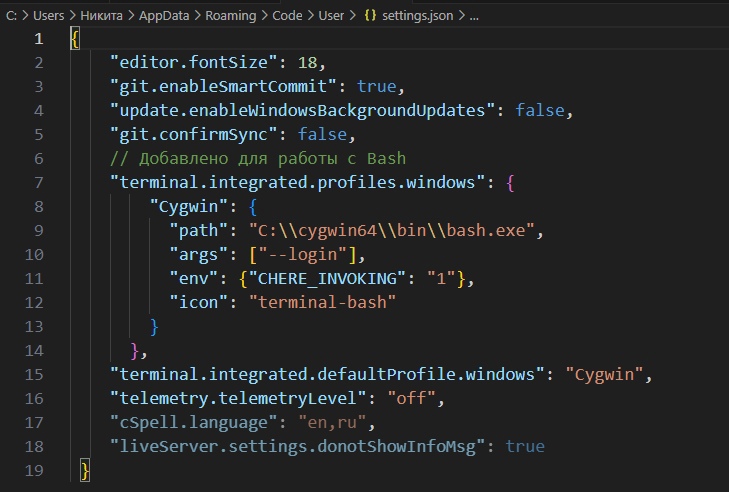 C: > Users > Никита > AppData > Roaming > Code > User > {} settings.json > ...
1 {
2 "editor.fontSize": 18,
3 "git.enableSmartCommit": true,
4 "update.enableWindowsBackgroundUpdates": false,
5 "git.confirmSync": false,
6 // Добавлено для работы с Bash
7 "terminal.integrated.profiles.windows": {
8 "Cygwin": {
9 "path": "C:\\cygwin64\\bin\\bash.exe",
10 "args": ["--login"],
11 "env": {"CHERE_INVOKING": "1"},
12 "icon": "terminal-bash"
13 }
14 },
15 "terminal.integrated.defaultProfile.windows": "Cygwin",
16 "telemetry.telemetryLevel": "off",
17 "cSpell.language": "en,ru",
18 "liveServer.settings.donotShowInfoMsg": true
19 }